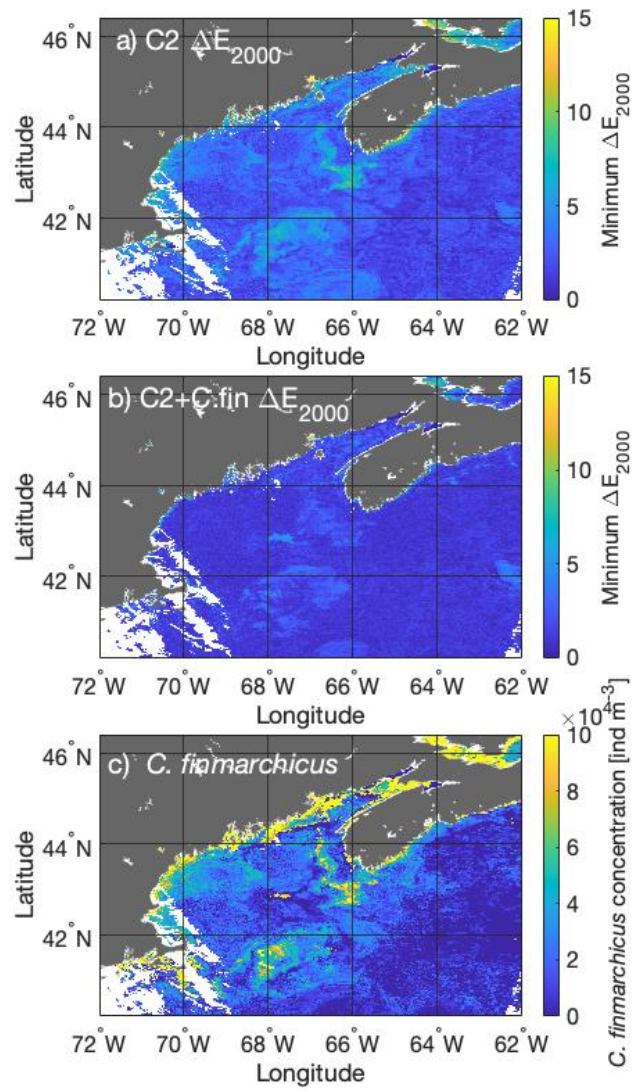 a) C2 ΔE2000
46° N
44° N
42° N
Latitude
72° W 70° W 68° W 66° W 64° W 62° W
Longitude
15
10
5
0
Minimum ΔE2000
b) C2+C.fin ΔE2000
46° N
44° N
42° N
Latitude
72° W 70° W 68° W 66° W 64° W 62° W
Longitude
15
10
5
0
Minimum ΔE2000
c) C. finmarchicus
46° N
44° N
42° N
Latitude
72° W 70° W 68° W 66° W 64° W 62° W
Longitude
×10⁴
10
8
6
4
2
0
C. finmarchicus concentration [ind m⁻³]